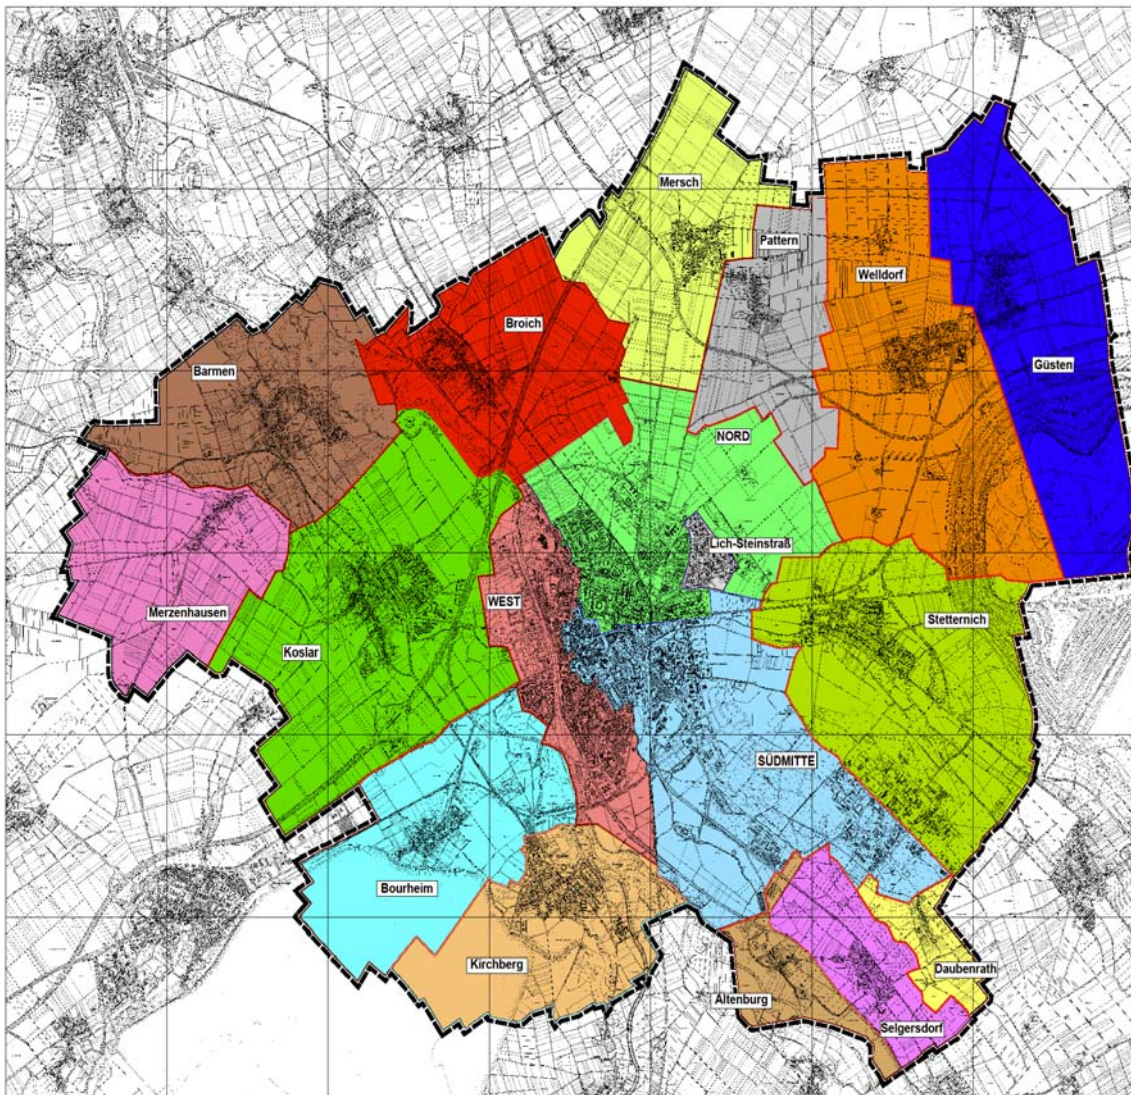 Mersch
Pattern
Welldorf
Broich
Güsten
Barmen
NORD
Lich-Steinstraß
Merzenhausen
WEST
Stetternich
Koslar
SÜDMITTE
Bourheim
Kirchberg
Daubenrath
Altenburg
Selgersdorf